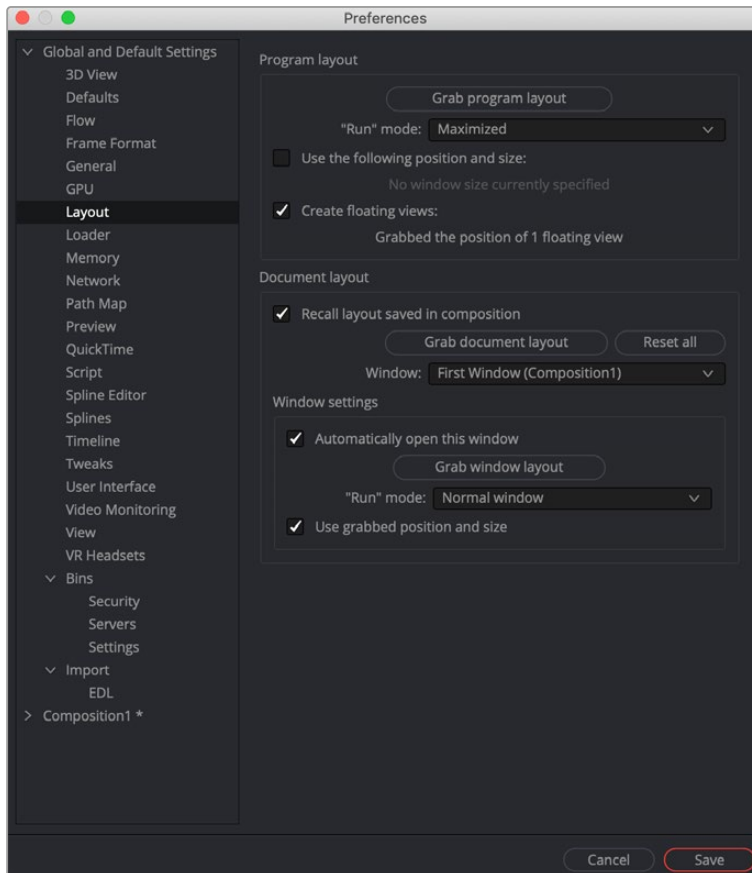 Preferences
Global and Default Settings
3D View
Defaults
Flow
Frame Format
General
GPU
Layout
Loader
Memory
Network
Path Map
Preview
QuickTime
Script
Spline Editor
Splines
Timeline
Tweaks
User Interface
Video Monitoring
View
VR Headsets
Bins
Security
Servers
Settings
Import
EDL
Composition1 *
Program layout
Grab program layout
"Run" mode: Maximized
Use the following position and size:
No window size currently specified
Create floating views:
Grabbed the position of 1 floating view
Document layout
Recall layout saved in composition
Grab document layout Reset all
Window: First Window (Composition1)
Window settings
Automatically open this window
Grab window layout
"Run" mode: Normal window
Use grabbed position and size
Cancel Save